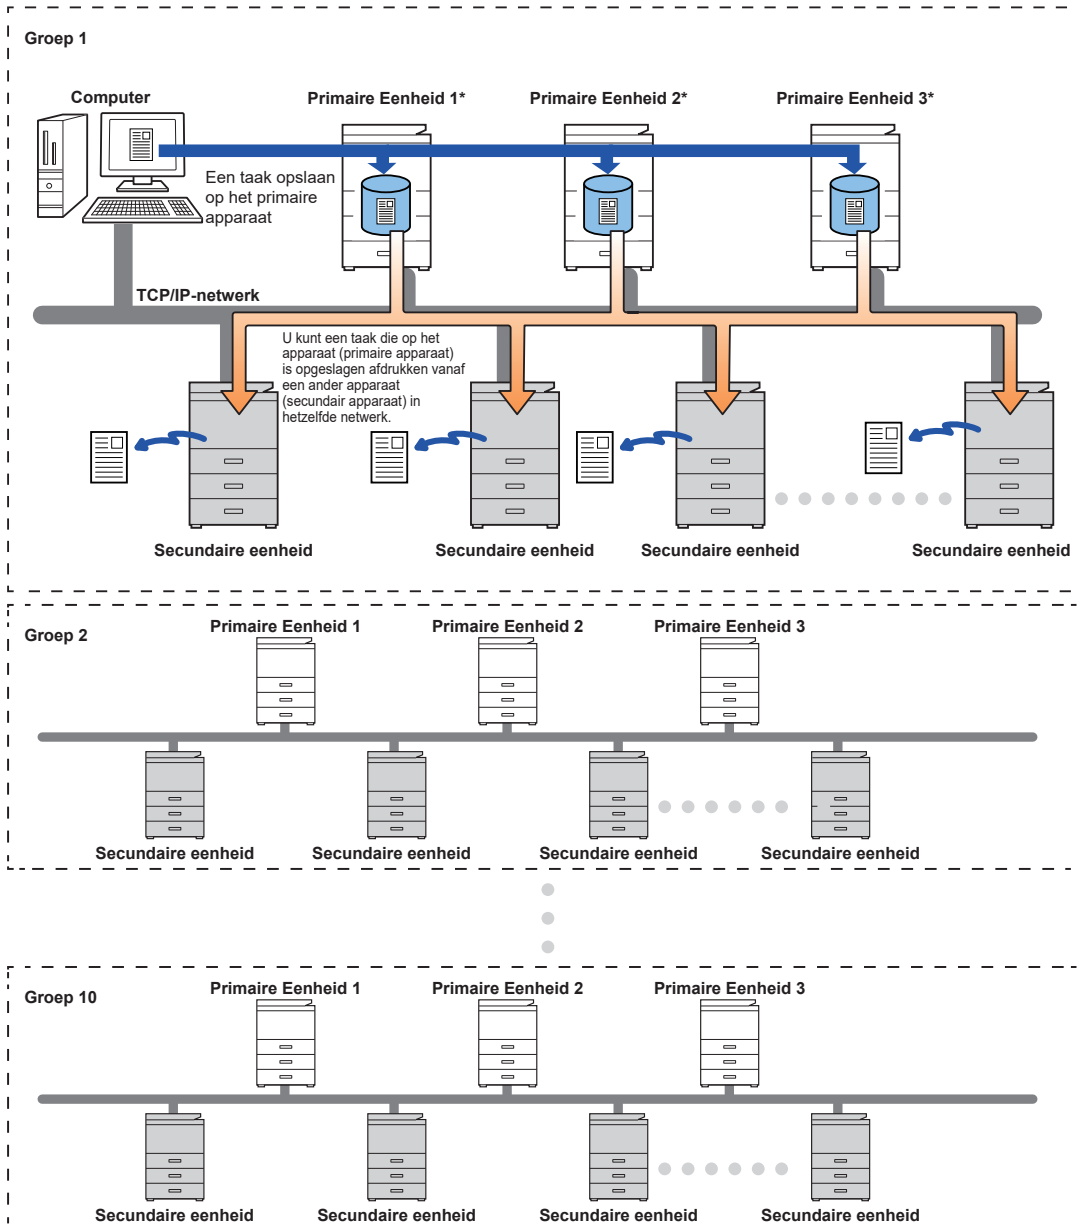 Groep 1
Computer
Primaire Eenheid 1*
Primaire Eenheid 2*
Primaire Eenheid 3*
Een taak opslaan
op het primaire
apparaat
TCP/IP-netwerk
U kunt een taak die op het
apparaat (primaire apparaat)
is opgeslagen afdrukken vanaf
een ander apparaat
(secundair apparaat) in
hetzelfde netwerk.
Secundaire eenheid
Secundaire eenheid
Secundaire eenheid
Secundaire eenheid
Groep 2
Primaire Eenheid 1
Primaire Eenheid 2
Primaire Eenheid 3
Secundaire eenheid
Secundaire eenheid
Secundaire eenheid
Secundaire eenheid
Groep 10
Primaire Eenheid 1
Primaire Eenheid 2
Primaire Eenheid 3
Secundaire eenheid
Secundaire eenheid
Secundaire eenheid
Secundaire eenheid